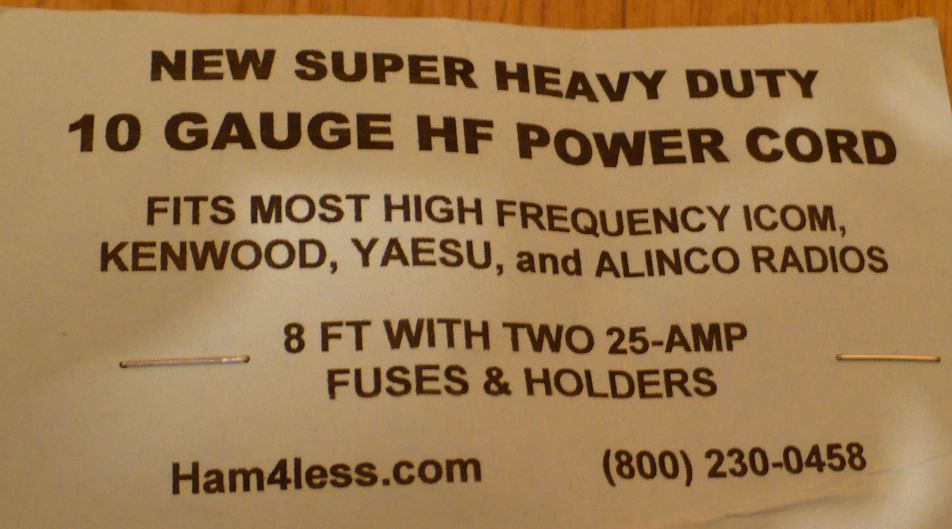 NEW SUPER HEAVY DUTY
10 GAUGE HF POWER CORD
FITS MOST HIGH FREQUENCY ICOM,
KENWOOD, YAESU, and ALINCO RADIOS
8 FT WITH TWO 25-AMP
FUSES & HOLDERS
Ham4less.com (800) 230-0458